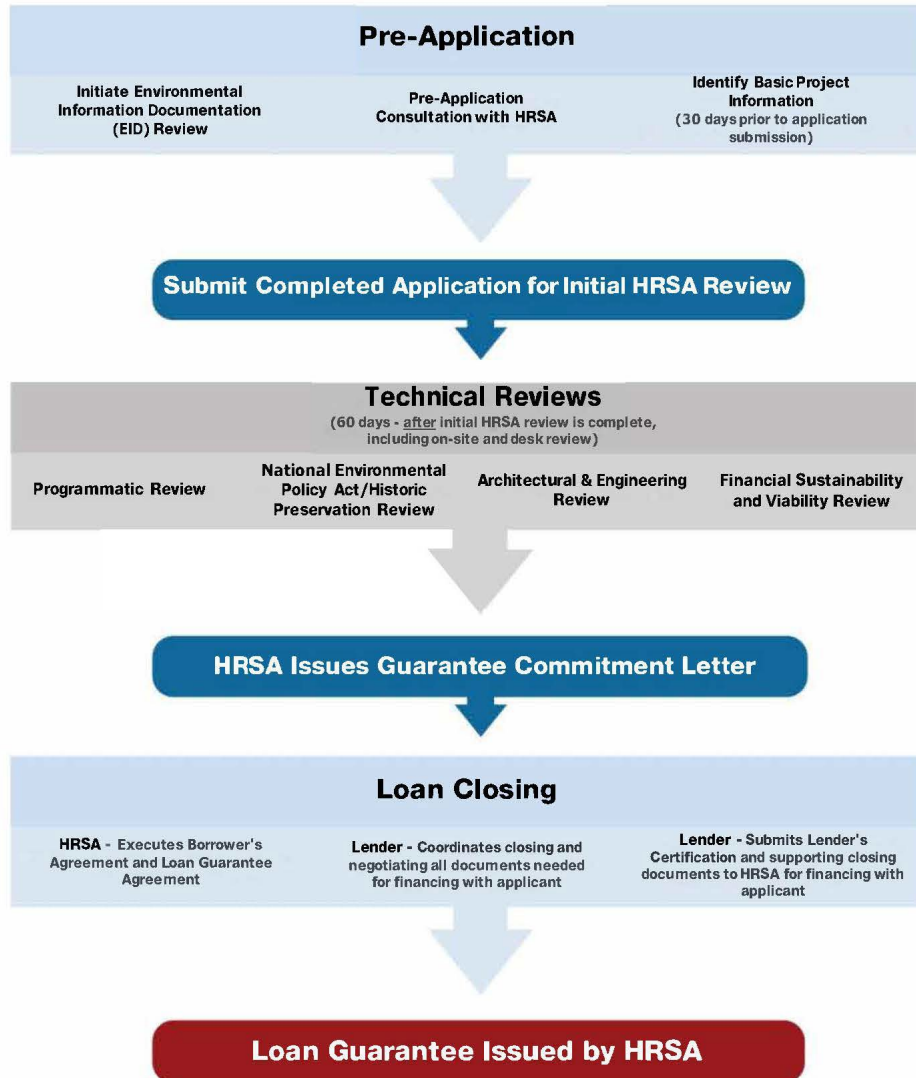 Pre-Application
Initiate Environmental
Information Documentation
(EID) Review
Pre-Application
Consultation with HRSA
Identify Basic Project
Information
(30 days prior to application
submission)
Submit Completed Application for Initial HRSA Review
Technical Reviews
(60 days - after initial HRSA review is complete,
including on-site and desk review)
Programmatic Review
National Environmental
Policy Act/Historic
Preservation Review
Architectural & Engineering
Review
Financial Sustainability
and Viability Review
HRSA Issues Guarantee Commitment Letter
Loan Closing
HRSA - Executes Borrower's
Agreement and Loan Guarantee
Agreement
Lender - Coordinates closing and
negotiating all documents needed
for financing with applicant
Lender - Submits Lender's
Certification and supporting closing
documents to HRSA for financing with
applicant
Loan Guarantee Issued by HRSA